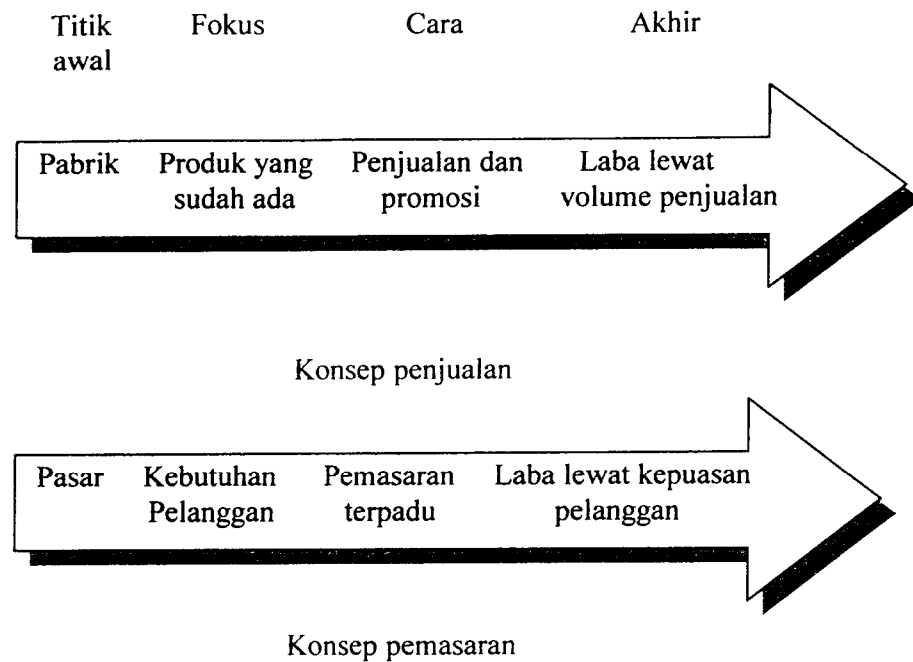 Titik Fokus Cara Akhir
awal
Pabrik Produk yang Penjualan dan Laba lewat
sudah ada promosi volume penjualan
Konsep penjualan
Pasar Kebutuhan Pemasaran Laba lewat kepuasan
Pelanggan terpadu pelanggan
Konsep pemasaran